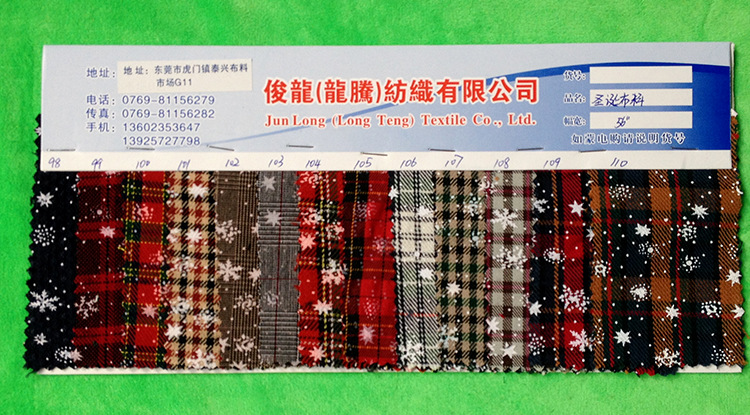 地址：
地址：东莞市虎门镇泰兴布料
市场G11
电话：0769-81156279
传真：0769-81156282
手机：13602353647
13925727798
俊龍(龍騰)紡織有限公司
Jun Long (Long Teng) Textile Co., Ltd.
货号：
品名：圣诞布料
幅宽：56"
如蒙电购请说明货号
98 99 100 101 102 103 104 105 106 107 108 109 110